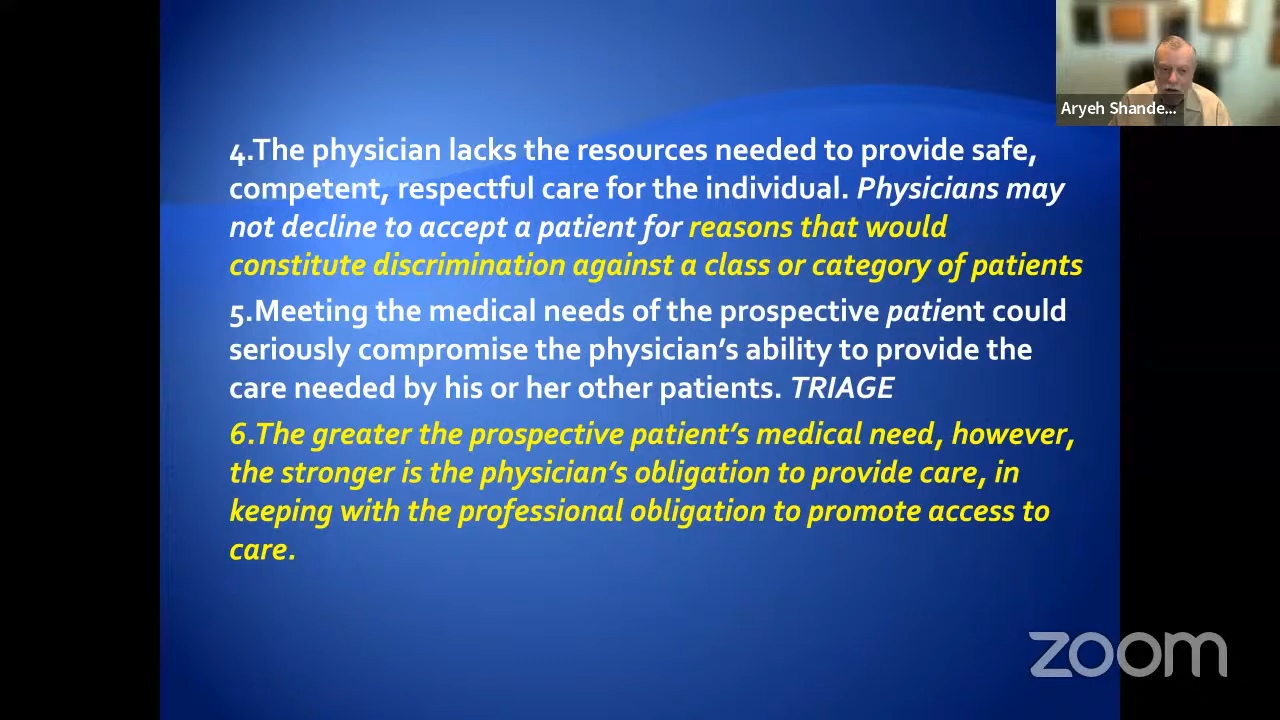 Aryeh Shande...
4.The physician lacks the resources needed to provide safe,
competent, respectful care for the individual. Physicians may
not decline to accept a patient for reasons that would
constitute discrimination against a class or category of patients
5.Meeting the medical needs of the prospective patient could
seriously compromise the physician's ability to provide the
care needed by his or her other patients. TRIAGE
6.The greater the prospective patient's medical need, however,
the stronger is the physician's obligation to provide care, in
keeping with the professional obligation to promote access to
care.
zoom